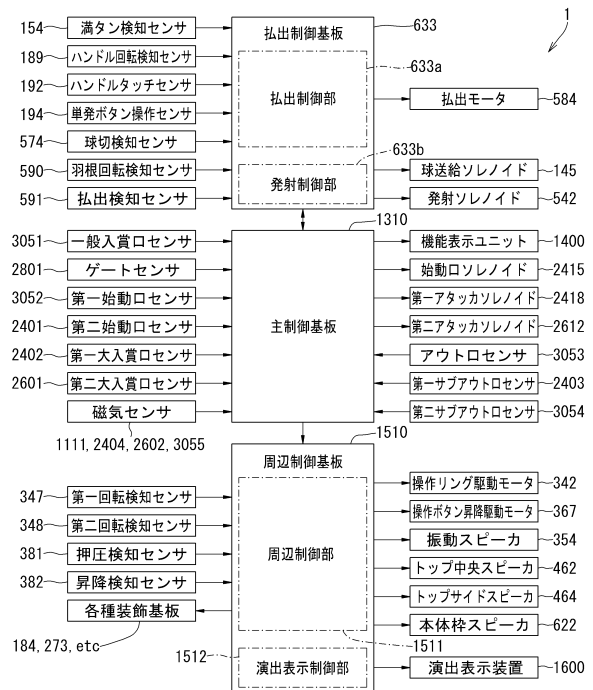 154 満タン検知センサ
189 ハンドル回転検知センサ
192 ハンドルタッチセンサ
194 単発ボタン操作センサ
574 球切検知センサ
590 羽根回転検知センサ
591 払出検知センサ
払出制御基板 633
633a
払出制御部
633b
発射制御部
1
払出モータ 584
球送給ソレノイド 145
発射ソレノイド 542
1310
3051 一般入賞口センサ
2801 ゲートセンサ
3052 第一始動口センサ
2401 第二始動口センサ
2402 第一大入賞口センサ
2601 第二大入賞口センサ
磁気センサ
1111, 2404, 2602, 3055
主制御基板
機能表示ユニット 1400
始動口ソレノイド 2415
第一アタッカソレノイド 2418
第二アタッカソレノイド 2612
アウト口センサ 3053
第一サブアウト口センサ 2403
第二サブアウト口センサ 3054
1510
周辺制御基板
347 第一回転検知センサ
348 第二回転検知センサ
381 押圧検知センサ
382 昇降検知センサ
各種装飾基板
184, 273, etc
周辺制御部
1511
1512
演出表示制御部
操作リング駆動モータ 342
操作ボタン昇降駆動モータ 367
振動スピーカ 354
トップ中央スピーカ 462
トップサイドスピーカ 464
本体枠スピーカ 622
演出表示装置 1600